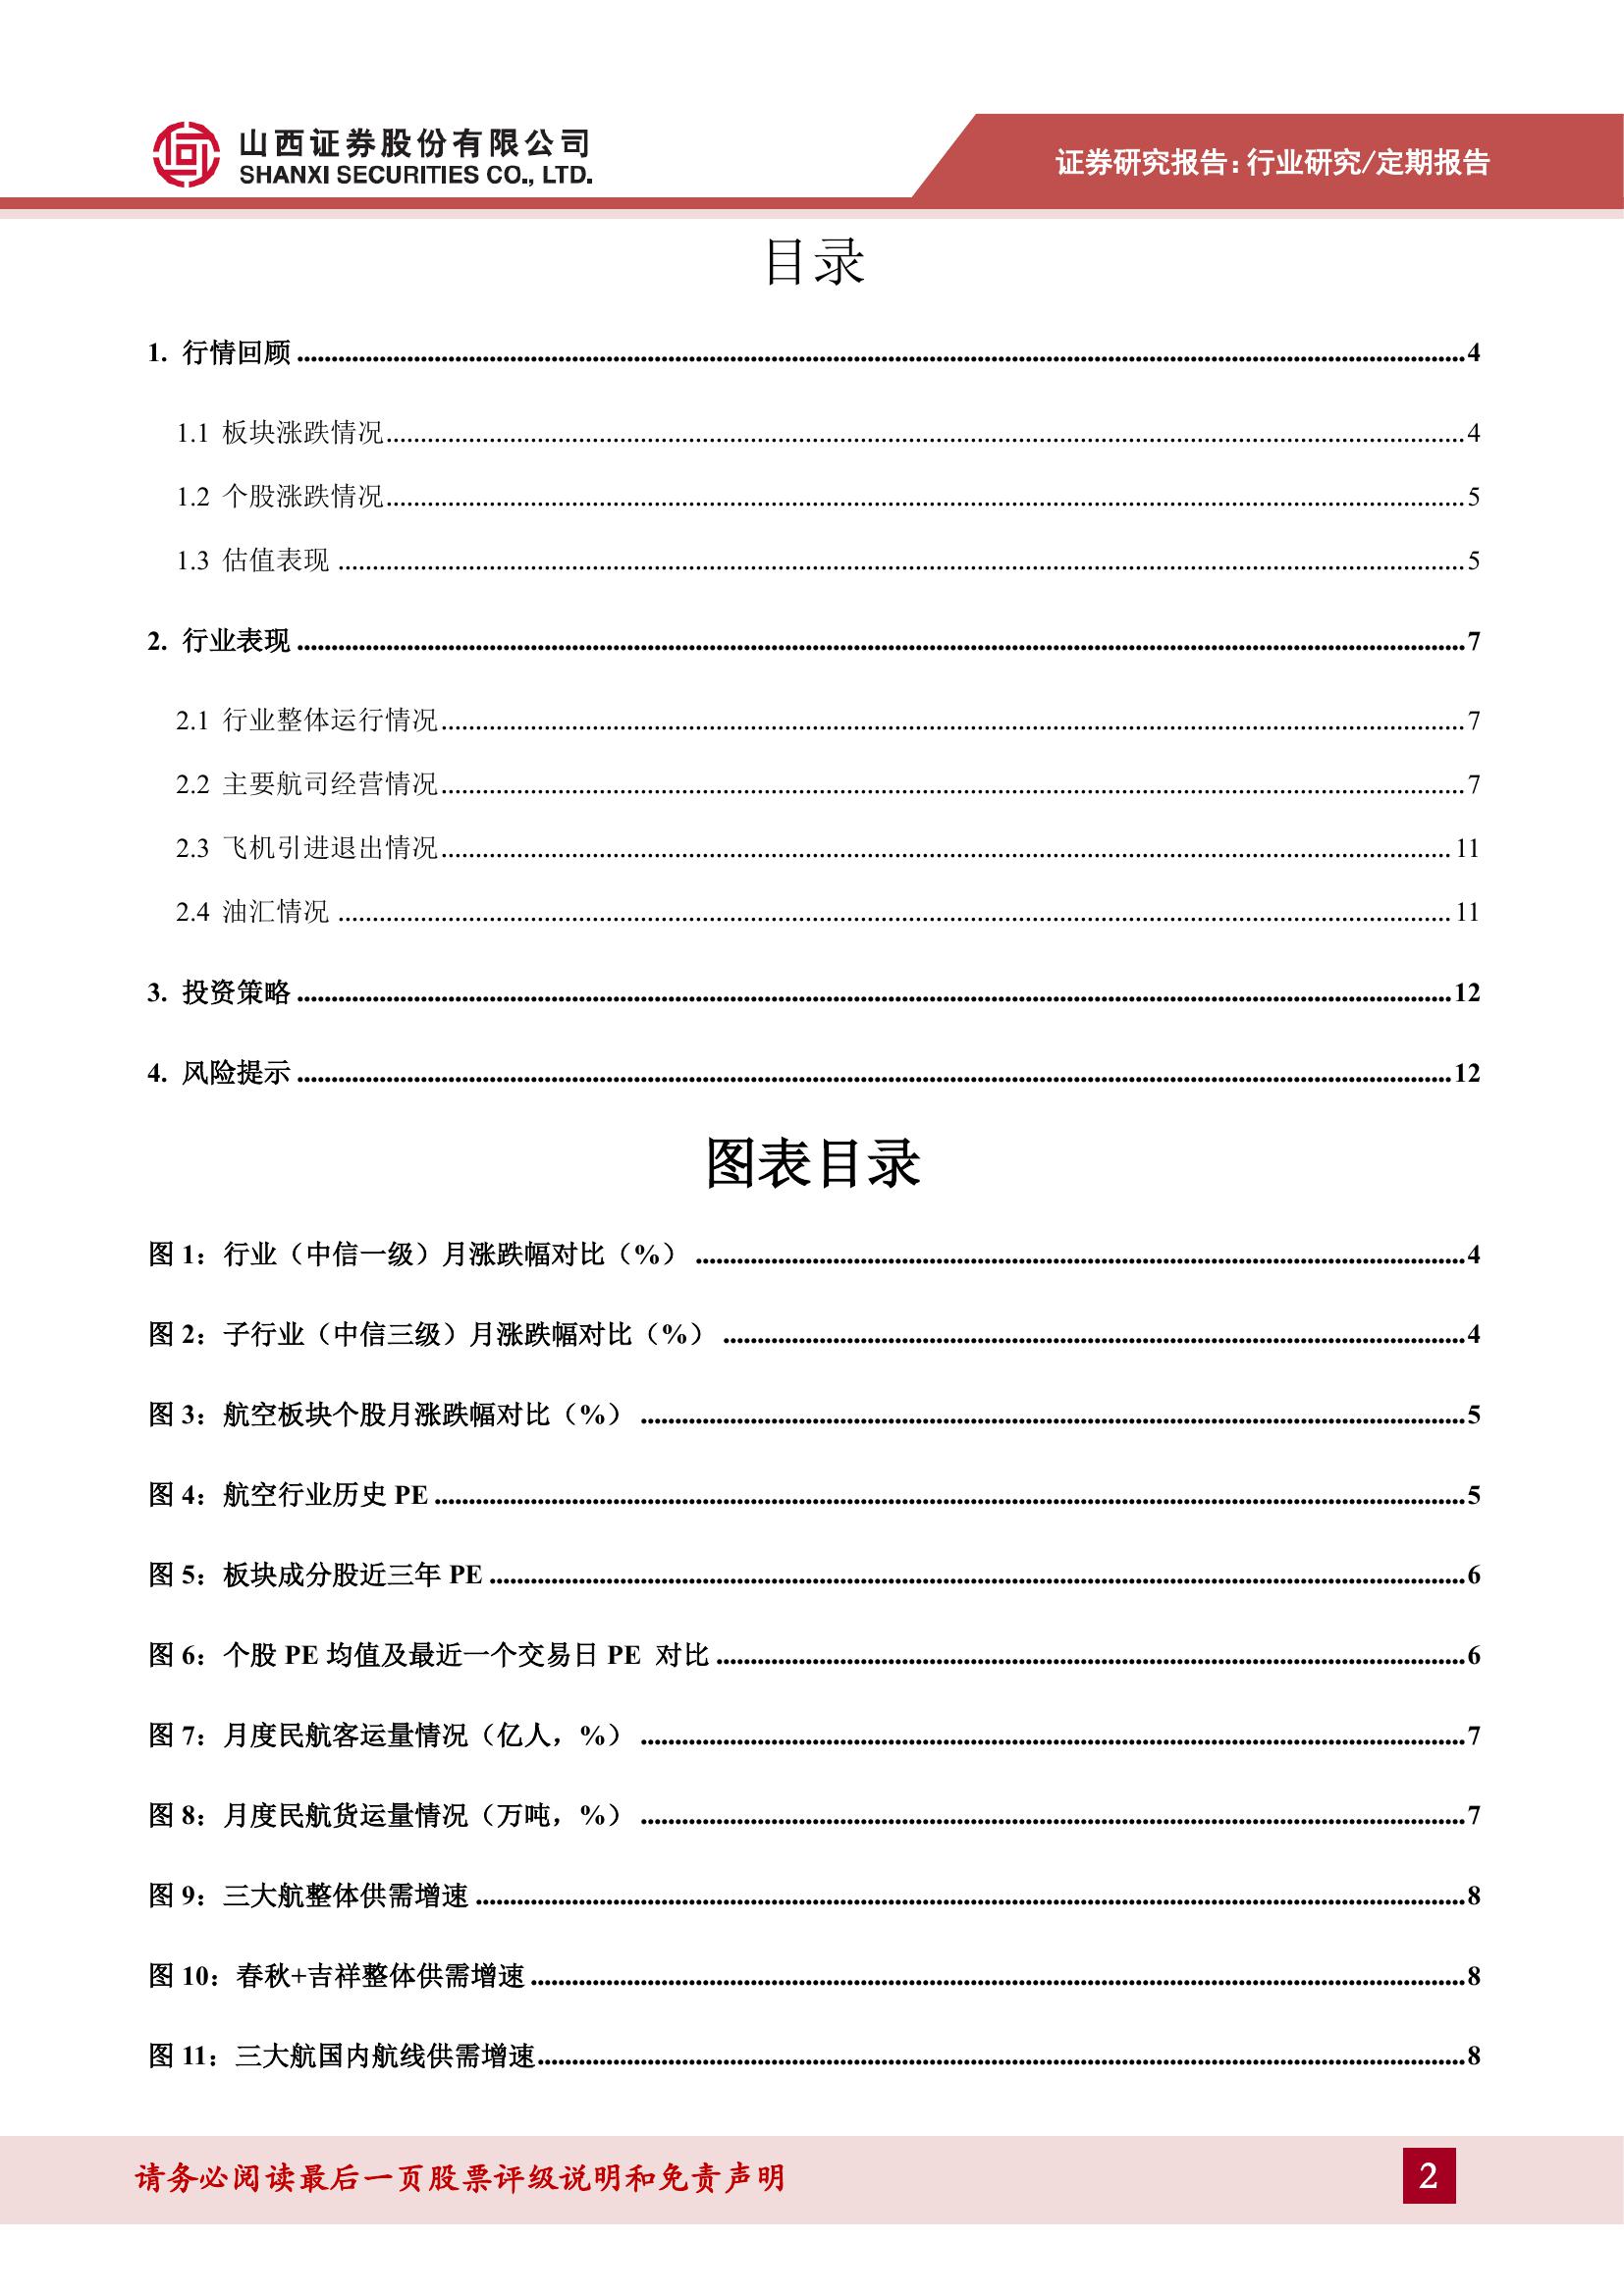 山西证券股份有限公司
SHANXI SECURITIES CO., LTD.
证券研究报告：行业研究/定期报告
目录
1. 行情回顾 ........ 4
1.1 板块涨跌情况 ........ 4
1.2 个股涨跌情况 ........ 5
1.3 估值表现 ........ 5
2. 行业表现 ........ 7
2.1 行业整体运行情况 ........ 7
2.2 主要航司经营情况 ........ 7
2.3 飞机引进退出情况 ........ 11
2.4 油汇情况 ........ 11
3. 投资策略 ........ 12
4. 风险提示 ........ 12
图表目录
图 1：行业（中信一级）月涨跌幅对比（%） ........ 4
图 2：子行业（中信三级）月涨跌幅对比（%） ........ 4
图 3：航空板块个股月涨跌幅对比（%） ........ 5
图 4：航空行业历史 PE ........ 5
图 5：板块成分股近三年 PE ........ 6
图 6：个股 PE 均值及最近一个交易日 PE 对比 ........ 6
图 7：月度民航客运量情况（亿人，%） ........ 7
图 8：月度民航货运量情况（万吨，%） ........ 7
图 9：三大航整体供需增速 ........ 8
图 10：春秋+吉祥整体供需增速 ........ 8
图 11：三大航国内航线供需增速 ........ 8
请务必阅读最后一页股票评级说明和免责声明
2